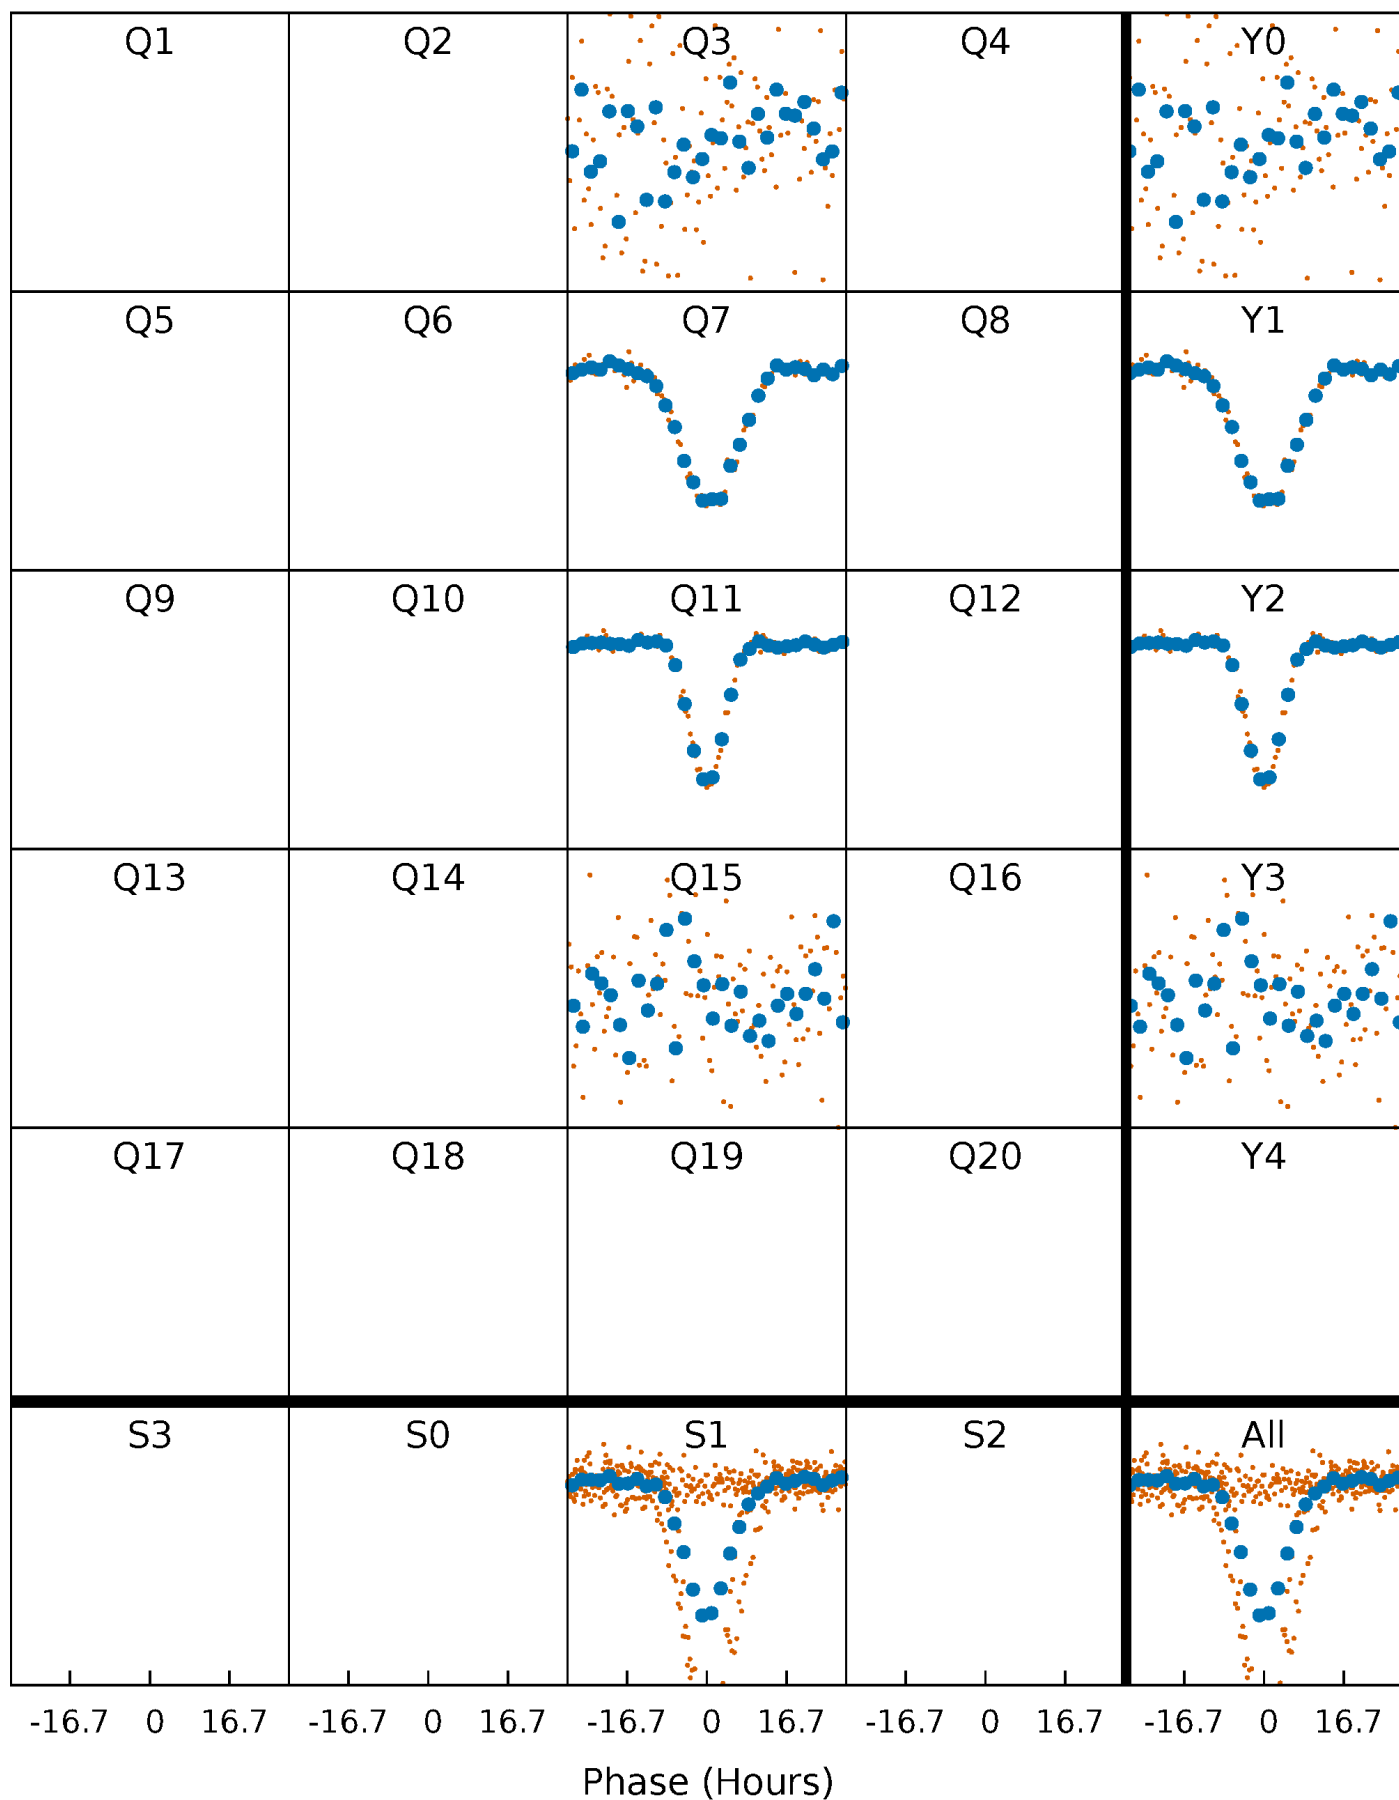 Q1 Q2 Q3 Q4 Y0
Q5 Q6 Q7 Q8 Y1
Q9 Q10 Q11 Q12 Y2
Q13 Q14 Q15 Q16 Y3
Q17 Q18 Q19 Q20 Y4
S3 S0 S1 S2 All
-16.7 0 16.7 -16.7 0 16.7 -16.7 0 16.7 -16.7 0 16.7 -16.7 0 16.7
Phase (Hours)